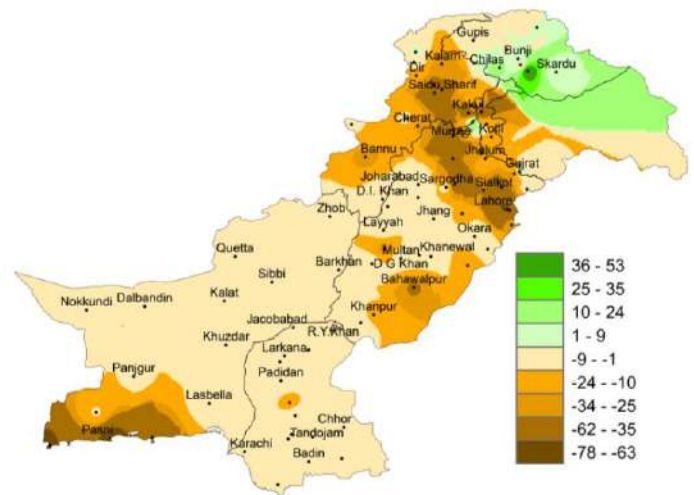 Gupis
Bunji
Kalam
Chilas
Skardu
Dir
Saidu Sharif
Kakul
Cherat
Murree
Kotli
Bannu
Jhelum
Gujrat
Joharabad
Sargodha
Sialkot
D.I. Khan
Lahore
Zhob
Jhang
Layyah
Okara
Quetta
Multan
Khanewal
Barkhan
D G Khan
Sibbi
Bahawalpur
Nokkundi
Dalbandin
Kalat
Khanpur
Jacobabad
R.Y.Khan
Khuzdar
Larkana
Panjgur
Padidan
Lasbella
Chhor
Pasni
Tandojam
Karachi
Badin
36 - 53
25 - 35
10 - 24
1 - 9
-9 - -1
-24 - -10
-34 - -25
-62 - -35
-78 - -63